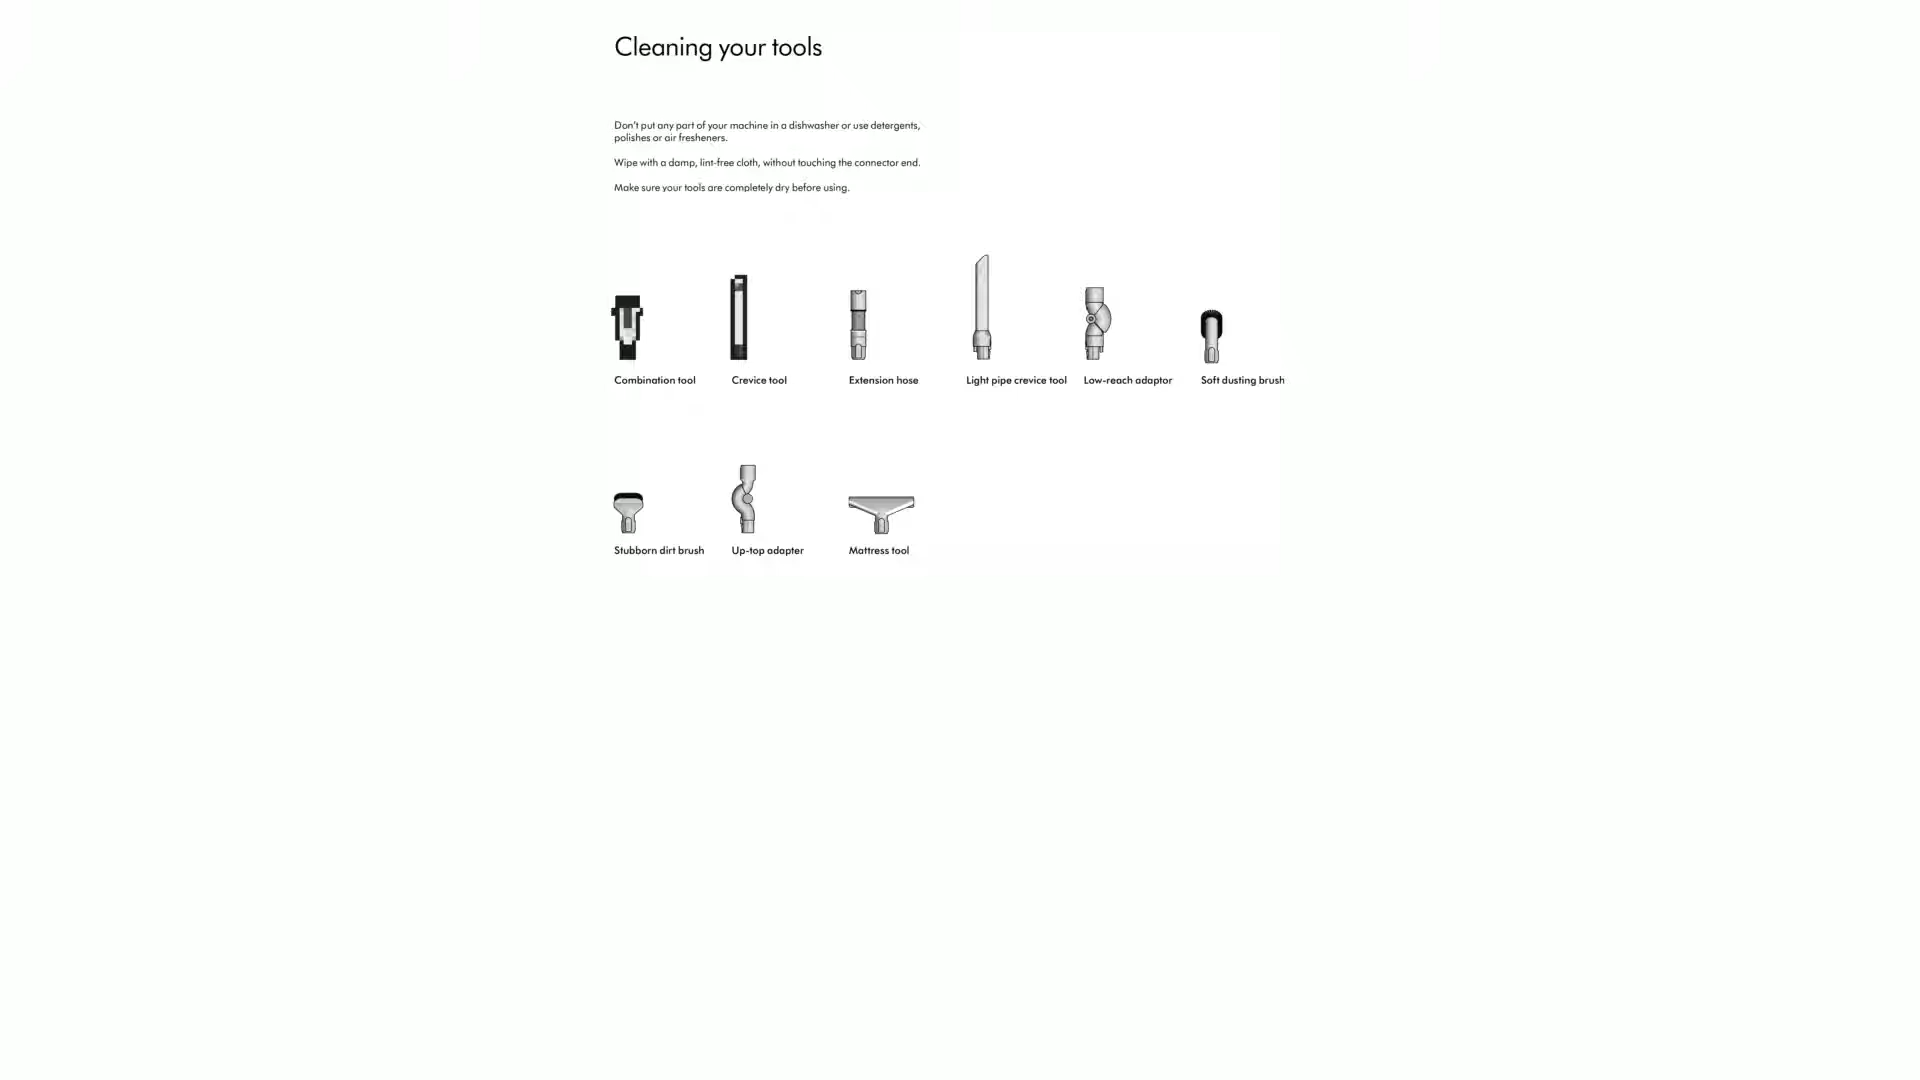 Cleaning your tools
Don't put any part of your machine in a dishwasher or use detergents,
polishes or air fresheners.
Wipe with a damp, lint-free cloth, without touching the connector end.
Make sure your tools are completely dry before using.
Combination tool
Crevice tool
Extension hose
Light pipe crevice tool
Low-reach adaptor
Soft dusting brush
Stubborn dirt brush
Up-top adapter
Mattress tool